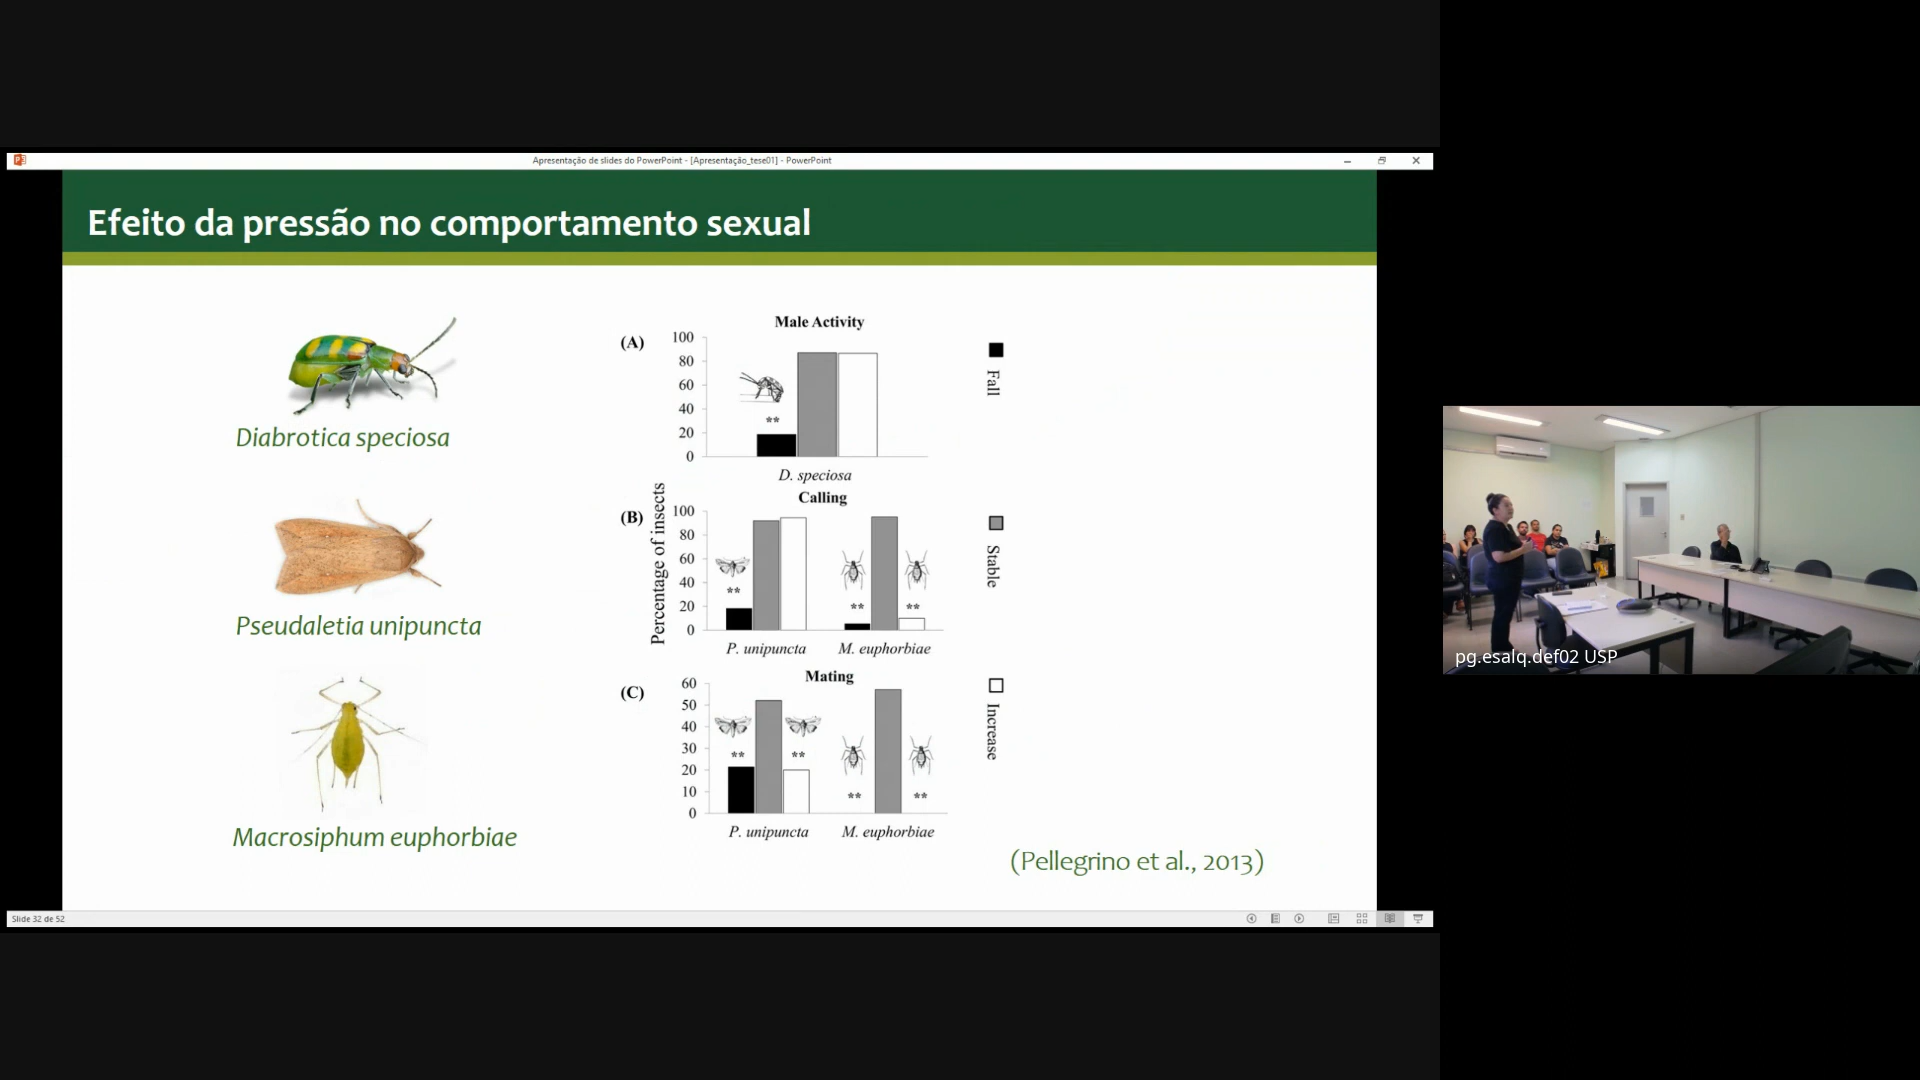 Apresentação de slides do PowerPoint - [Apresentação_tese01] - PowerPoint
Efeito da pressão no comportamento sexual
Diabrotica speciosa
Pseudaletia unipuncta
Macrosiphum euphorbiae
Percentage of insects
(A)
Male Activity
100
80
60
40
20
0
**
D. speciosa
(B)
Calling
100
80
60
40
20
0
**
**
**
P. unipuncta
M. euphorbiae
(C)
Mating
60
50
40
30
20
10
0
**
**
**
**
P. unipuncta
M. euphorbiae
Fall
Stable
Increase
(Pellegrino et al., 2013)
Slide 32 de 52
pg.esalq.def02 USP